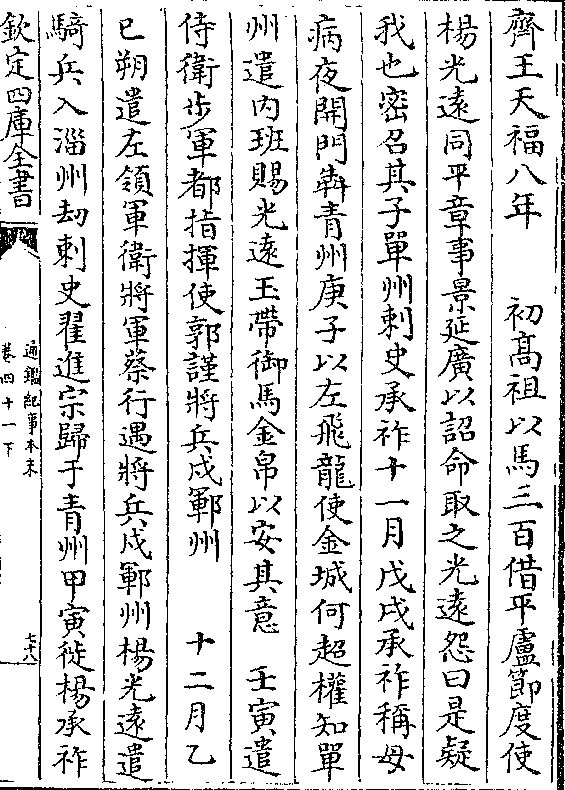 齊王天福八年　　初髙祖以馬三百借平盧節度使
楊光遠同平章事景延廣以詔命取之光遠怨曰是疑
我也密召其子單州刺史承祚十一月戊戌承祚稱母
病夜開門奔青州庚子以左飛龍使金城何超權知單
州遣内班賜光遠玉帶御馬金帛以安其意　壬寅遣
侍衛步軍都指揮使郭謹將兵戍鄆州　　十二月乙
巳朔遣左領軍衛將軍蔡行遇將兵戍鄆州楊光遠遣
騎兵入淄州劫刺史翟進宗歸于青州甲寅徙楊承祚
欽定四庫全書
通鑑紀事本末
卷四十一下
七十八